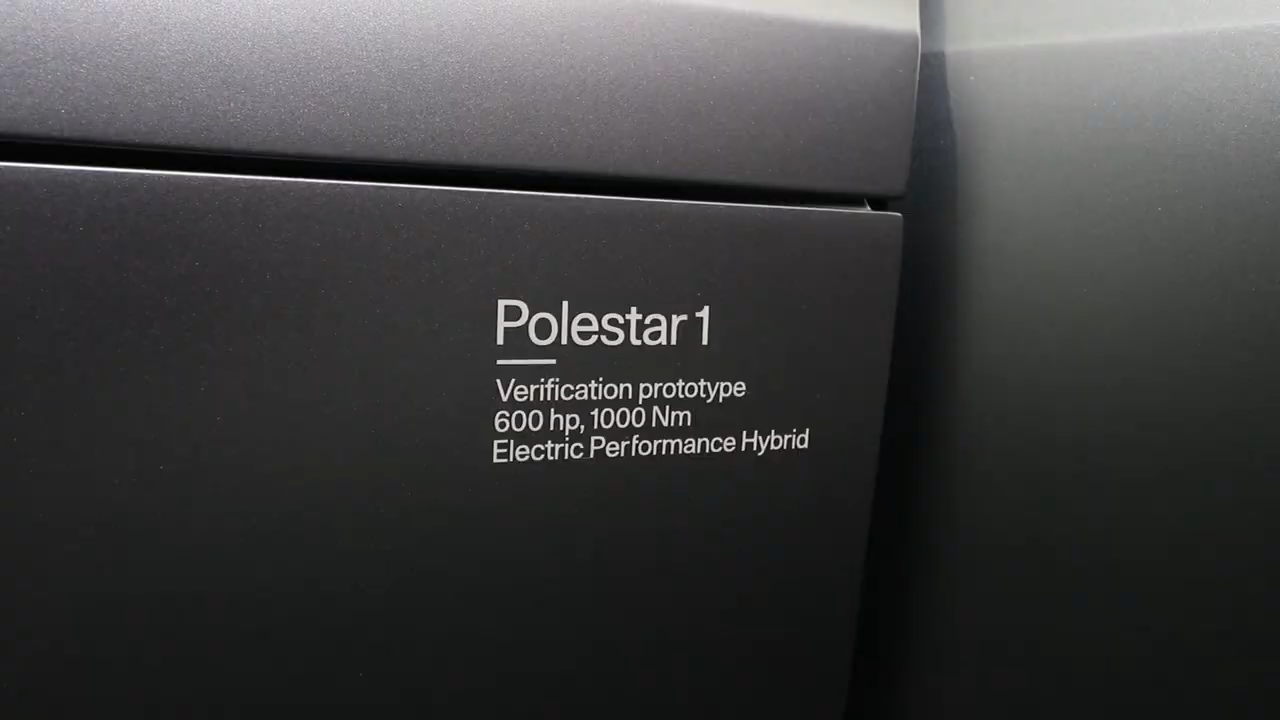 Polestar 1
Verification prototype
600 hp, 1000 Nm
Electric Performance Hybrid